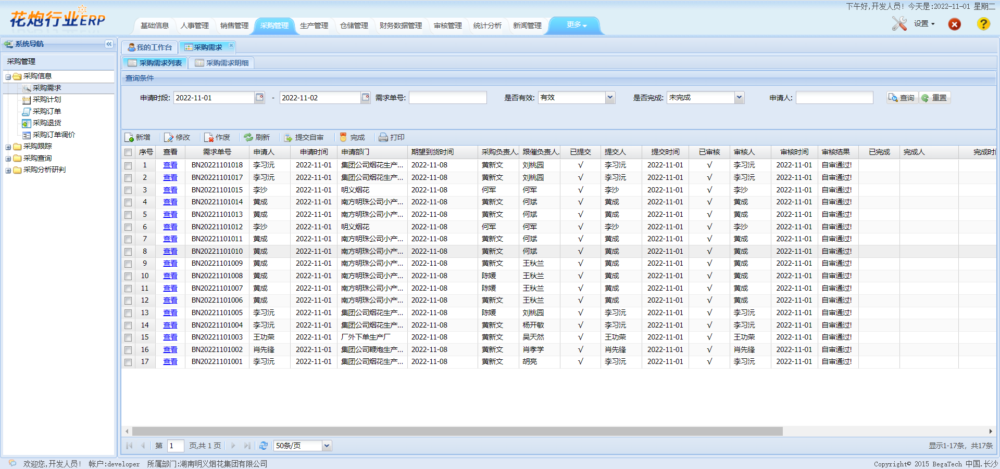 下午好,开发人员! 今天是:2022-11-01 星期二
花炮行业ERP
基础信息 人事管理 销售管理 采购管理 生产管理 仓储管理 财务数据管理 审核管理 统计分析 新闻管理 更多 设置
系统导航 我的工作台 采购需求
采购管理 采购需求列表 采购需求明细
采购信息
采购需求
采购计划
采购订单
采购退货
采购订单调价
采购跟踪
采购查询
采购分析研判
查询条件
申请时段: 2022-11-01 - 2022-11-02 需求单号: 是否有效: 有效 是否完成: 未完成 申请人: 查询 重置
新增 修改 作废 刷新 提交自审 完成 打印
序号 查看 需求单号 申请人 申请时间 申请部门 期望到货时间 采购负责人. 跟催负责人. 已提交 提交人 提交时间 已审核 审核人 审核时间 审核结果 已完成 完成人 完成时间
1 查看 BN20221101018 李习沅 2022-11-01 集团公司烟花生产... 2022-11-08 黄新文 刘桃园 √ 李习沅 2022-11-01 √ 李习沅 2022-11-01 自审通过!
2 查看 BN20221101017 李习沅 2022-11-01 集团公司烟花生产... 2022-11-08 黄新文 刘桃园 √ 李习沅 2022-11-01 √ 李习沅 2022-11-01 自审通过!
3 查看 BN20221101015 李沙 2022-11-01 明义烟花 2022-11-08 何军 何军 √ 李沙 2022-11-01 √ 李沙 2022-11-01 自审通过!
4 查看 BN20221101014 黄成 2022-11-01 南方明珠公司小产... 2022-11-08 黄新文 何斌 √ 黄成 2022-11-01 √ 黄成 2022-11-01 自审通过!
5 查看 BN20221101013 黄成 2022-11-01 南方明珠公司小产... 2022-11-08 黄新文 何斌 √ 黄成 2022-11-01 √ 黄成 2022-11-01 自审通过!
6 查看 BN20221101012 李沙 2022-11-01 明义烟花 2022-11-08 何军 何军 √ 李沙 2022-11-01 √ 李沙 2022-11-01 自审通过!
7 查看 BN20221101011 黄成 2022-11-01 南方明珠公司小产... 2022-11-08 黄新文 何斌 √ 黄成 2022-11-01 √ 黄成 2022-11-01 自审通过!
8 查看 BN20221101010 黄成 2022-11-01 南方明珠公司小产... 2022-11-08 黄新文 何斌 √ 黄成 2022-11-01 √ 黄成 2022-11-01 自审通过!
9 查看 BN20221101009 黄成 2022-11-01 南方明珠公司小产... 2022-11-08 黄新文 王秋兰 √ 黄成 2022-11-01 √ 黄成 2022-11-01 自审通过!
10 查看 BN20221101008 黄成 2022-11-01 南方明珠公司小产... 2022-11-08 陈媛 王秋兰 √ 黄成 2022-11-01 √ 黄成 2022-11-01 自审通过!
11 查看 BN20221101007 黄成 2022-11-01 南方明珠公司小产... 2022-11-08 陈媛 王秋兰 √ 黄成 2022-11-01 √ 黄成 2022-11-01 自审通过!
12 查看 BN20221101006 黄成 2022-11-01 南方明珠公司小产... 2022-11-08 黄新文 王秋兰 √ 黄成 2022-11-01 √ 黄成 2022-11-01 自审通过!
13 查看 BN20221101005 李习沅 2022-11-01 集团公司烟花生产... 2022-11-08 陈媛 刘桃园 √ 李习沅 2022-11-01 √ 李习沅 2022-11-01 自审通过!
14 查看 BN20221101004 李习沅 2022-11-01 集团公司烟花生产... 2022-11-08 黄新文 杨开敏 √ 李习沅 2022-11-01 √ 李习沅 2022-11-01 自审通过!
15 查看 BN20221101003 王功荣 2022-11-01 厂外下单生产厂 2022-11-08 黄新文 吴天然 √ 王功荣 2022-11-01 √ 王功荣 2022-11-01 自审通过!
16 查看 BN20221101002 肖先锋 2022-11-01 集团公司鞭炮生产... 2022-11-08 黄新文 肖孝学 √ 肖先锋 2022-11-01 √ 肖先锋 2022-11-01 自审通过!
17 查看 BN20221101001 李习沅 2022-11-01 集团公司烟花生产... 2022-11-08 黄新文 胡亮 √ 李习沅 2022-11-01 √ 李习沅 2022-11-01 自审通过!
第 1 页,共 1 页 50条/页 显示1-17条, 共17条
欢迎您,开发人员! 帐户:developer 所属部门:湖南明义烟花集团有限公司 Copyright© 2015 BegaTech 中国.长沙